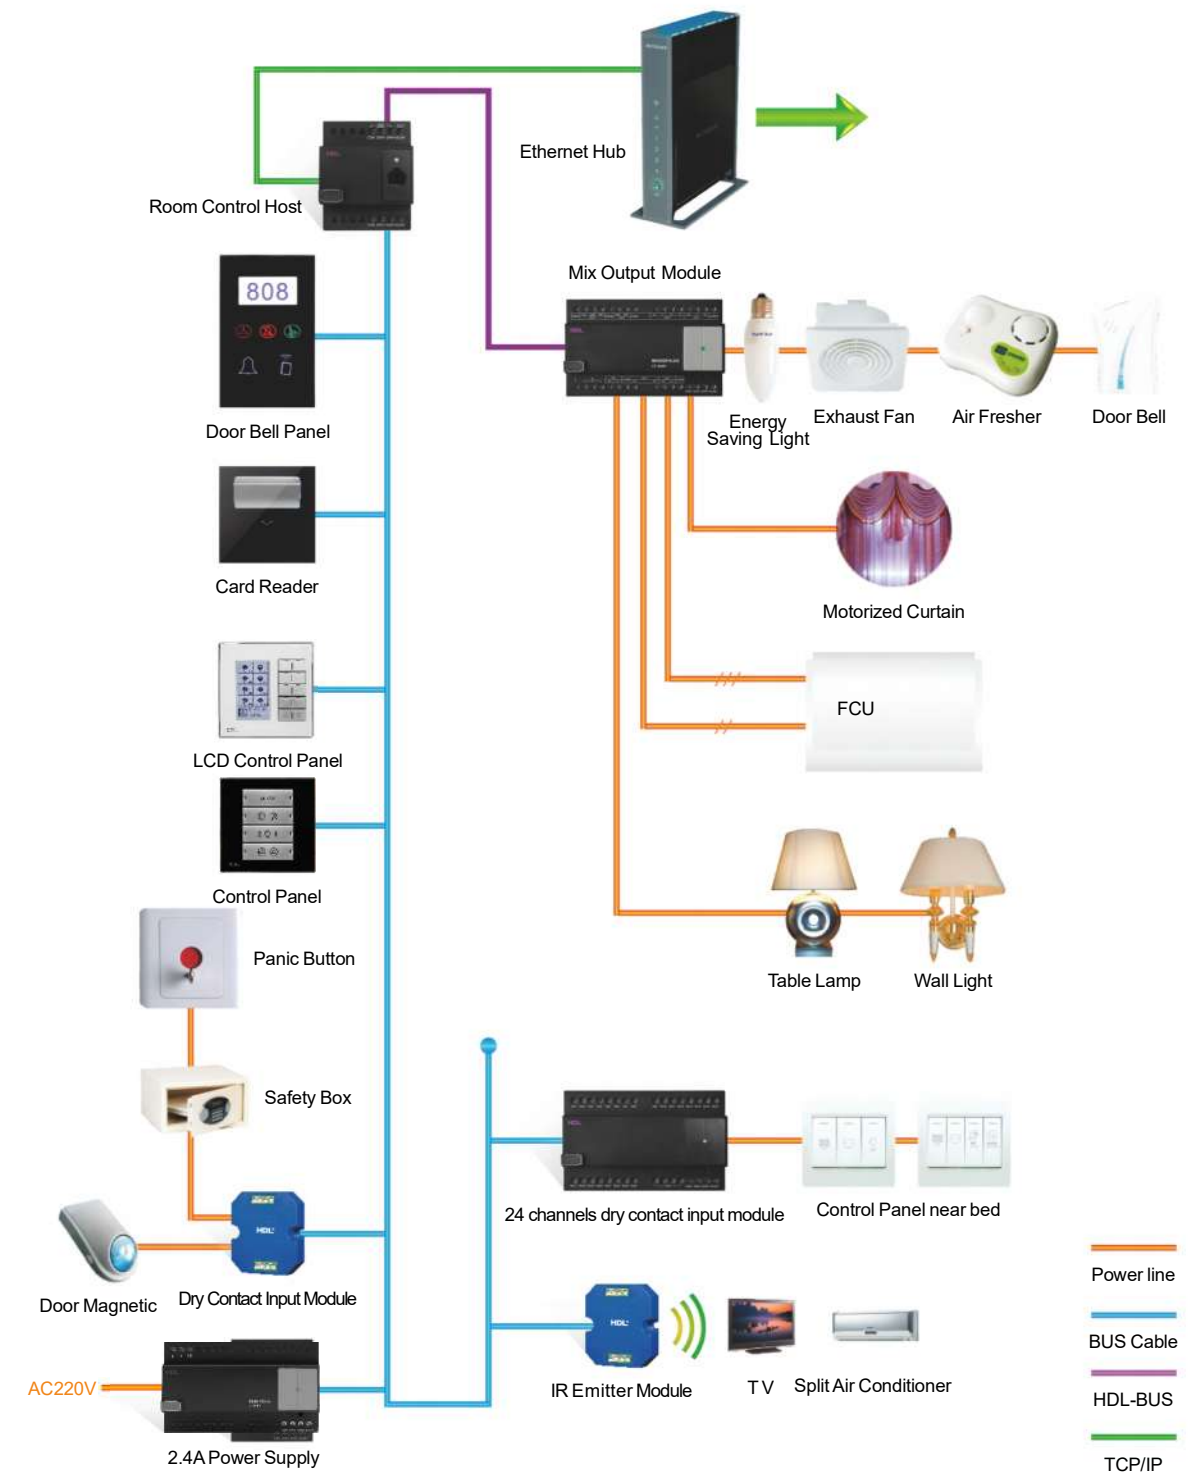 Ethernet Hub
Room Control Host
Mix Output Module
808
Door Bell Panel
Energy
Saving Light
Exhaust Fan
Air Fresher
Door Bell
Card Reader
Motorized Curtain
FCU
LCD Control Panel
Control Panel
Panic Button
Table Lamp
Wall Light
Safety Box
HDL
24 channels dry contact input module
Control Panel near bed
HDL
Door Magnetic
Dry Contact Input Module
Power line
HDL
BUS Cable
AC220V
IR Emitter Module
TV
Split Air Conditioner
HDL-BUS
2.4A Power Supply
TCP/IP